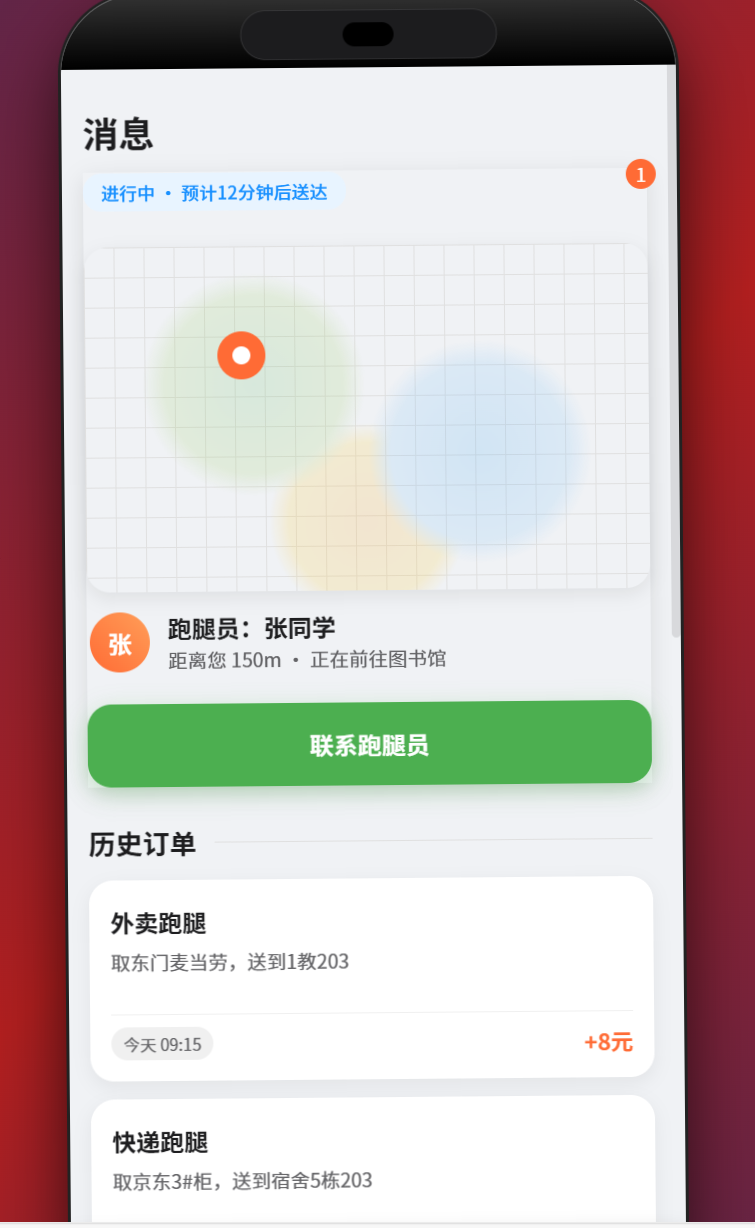 消息
进行中 · 预计12分钟后送达
1
张
跑腿员：张同学
距离您 150m · 正在前往图书馆
联系跑腿员
历史订单
外卖跑腿
取东门麦当劳，送到1教203
今天 09:15
+8元
快递跑腿
取京东3#柜，送到宿舍5栋203